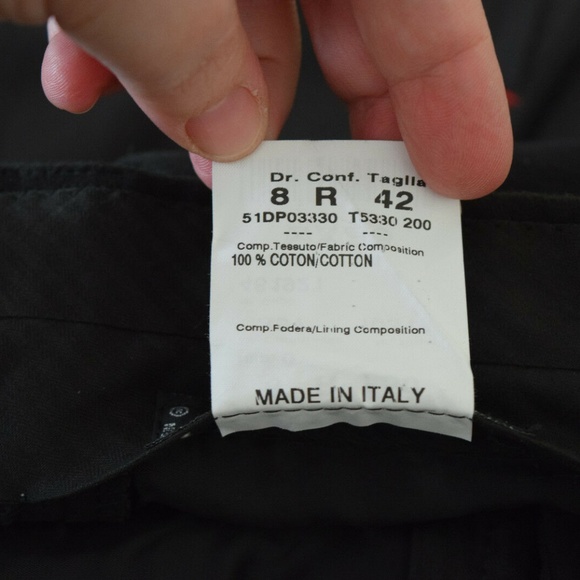 Dr. Conf. Taglia
8 R 42
51DP03330 T5330 200
---- ----
Comp.Tessuto/Fabric Composition
100 % COTON/COTTON
Comp.Fodera/Lining Composition
MADE IN ITALY